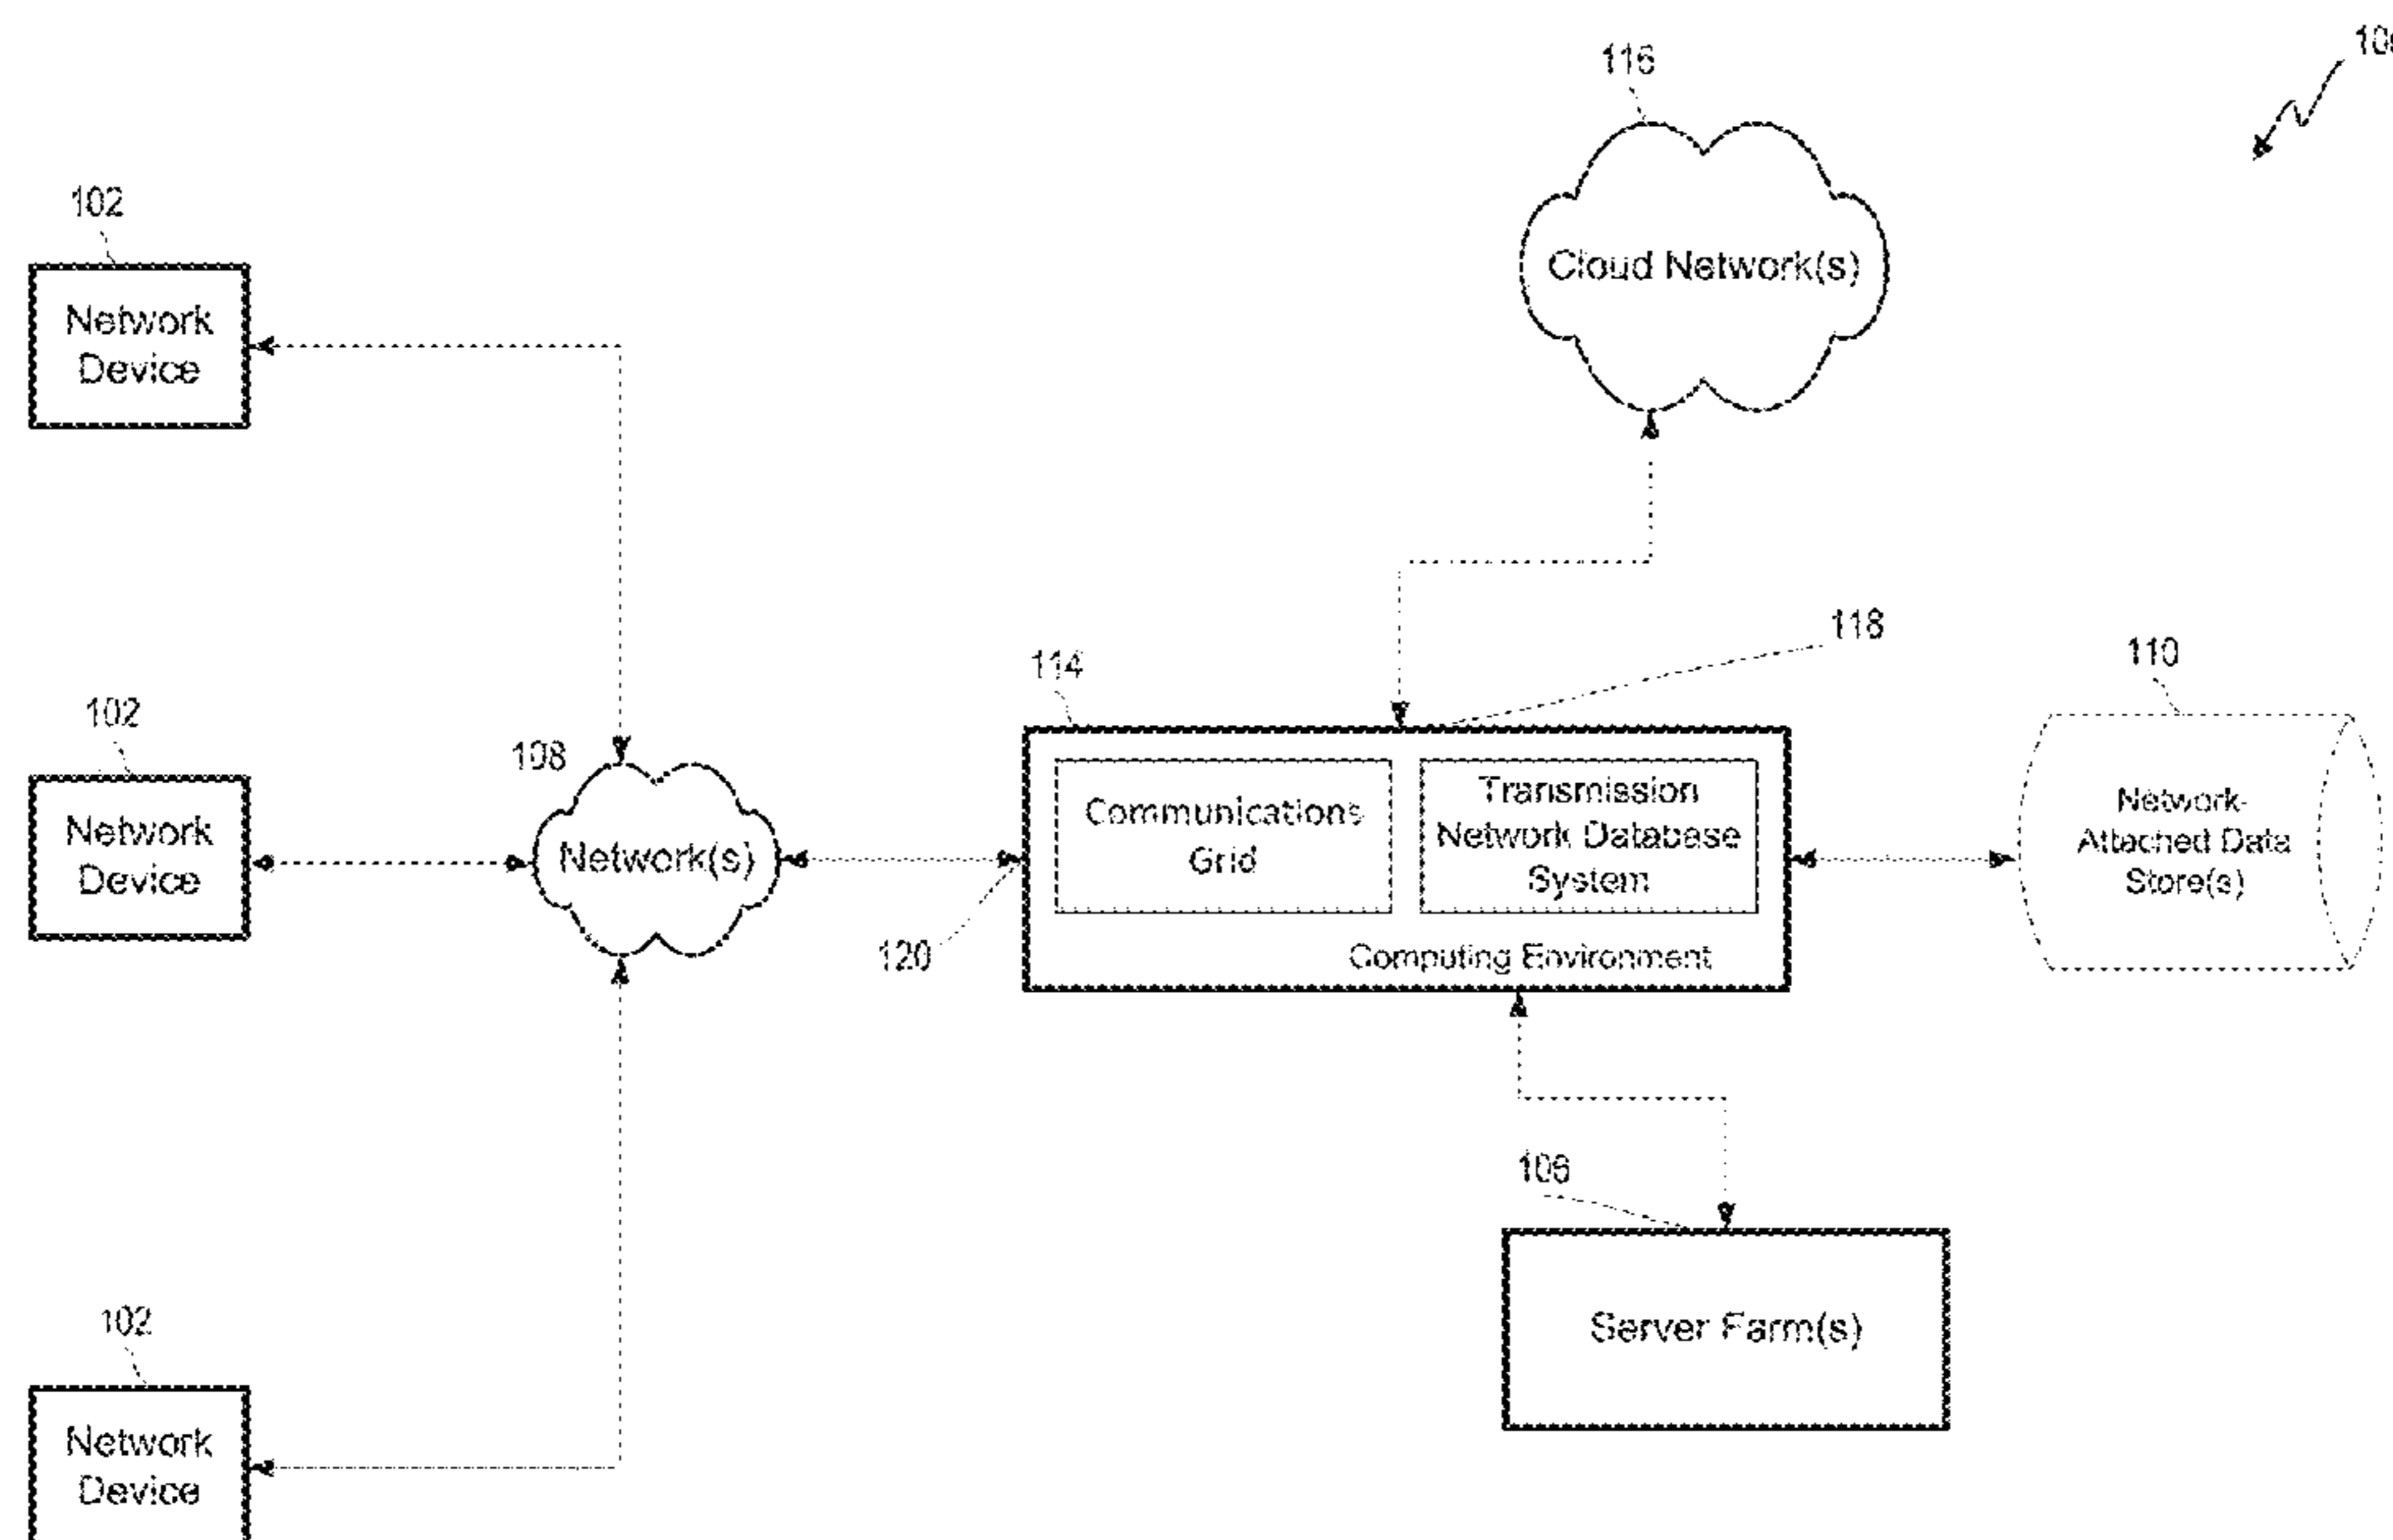 116
102
Cloud Network(s)
Network
Device
118
114
110
102
108
Communications
Grid
Transmission
Network Database
System
Network-
Attached Data
Store(s)
Network
Device
Network(s)
120
Computing Environment
106
102
Server Farm(s)
Network
Device